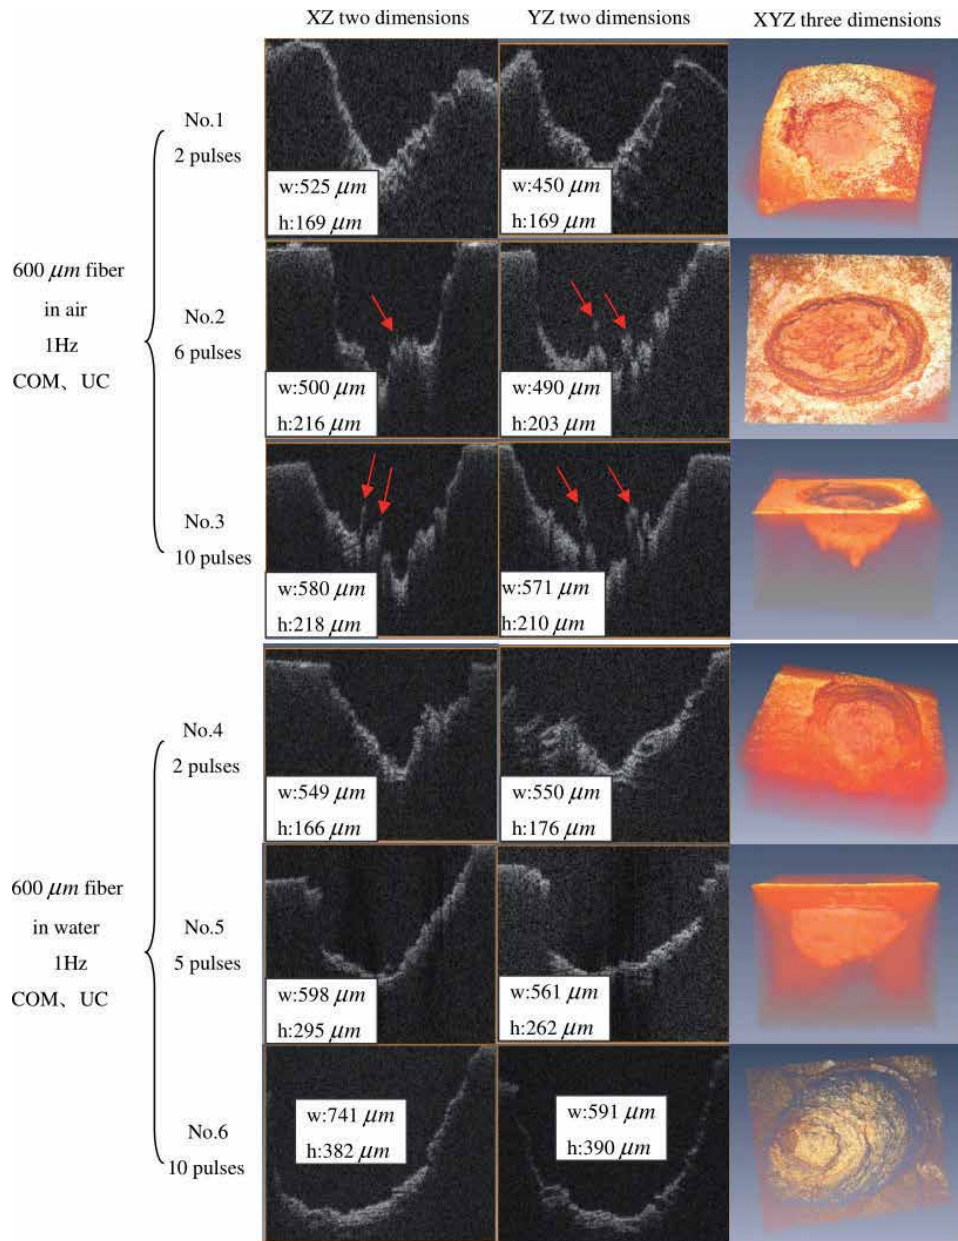 XZ two dimensions
YZ two dimensions
XYZ three dimensions
No.1
2 pulses
w:525 μm
h:169 μm
w:450 μm
h:169 μm
600 μm fiber
in air
1Hz
COM、UC
No.2
6 pulses
w:500 μm
h:216 μm
w:490 μm
h:203 μm
No.3
10 pulses
w:580 μm
h:218 μm
w:571 μm
h:210 μm
No.4
2 pulses
w:549 μm
h:166 μm
w:550 μm
h:176 μm
600 μm fiber
in water
1Hz
COM、UC
No.5
5 pulses
w:598 μm
h:295 μm
w:561 μm
h:262 μm
No.6
10 pulses
w:741 μm
h:382 μm
w:591 μm
h:390 μm